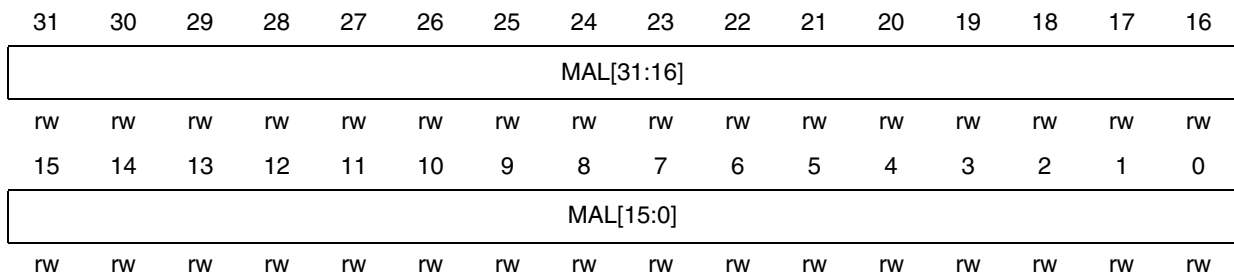 31 30 29 28 27 26 25 24 23 22 21 20 19 18 17 16
MAL[31:16]
rw rw rw rw rw rw rw rw rw rw rw rw rw rw rw rw
15 14 13 12 11 10 9 8 7 6 5 4 3 2 1 0
MAL[15:0]
rw rw rw rw rw rw rw rw rw rw rw rw rw rw rw rw